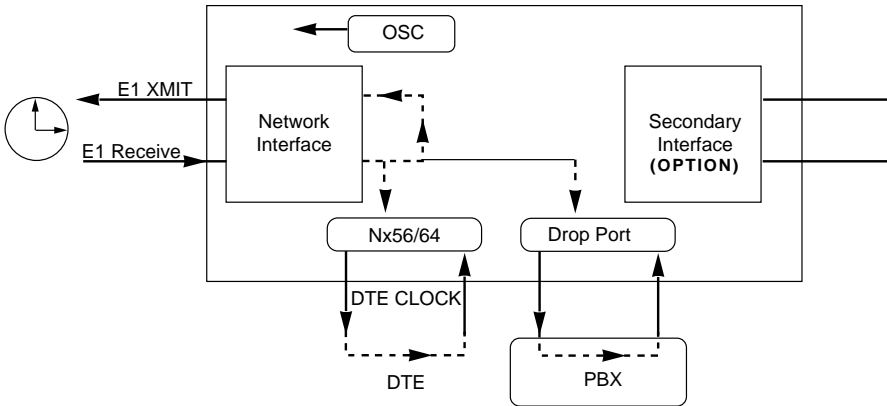 OSC
E1 XMIT
Network
Interface
Secondary
Interface
(OPTION)
E1 Receive
Nx56/64
Drop Port
DTE CLOCK
DTE
PBX